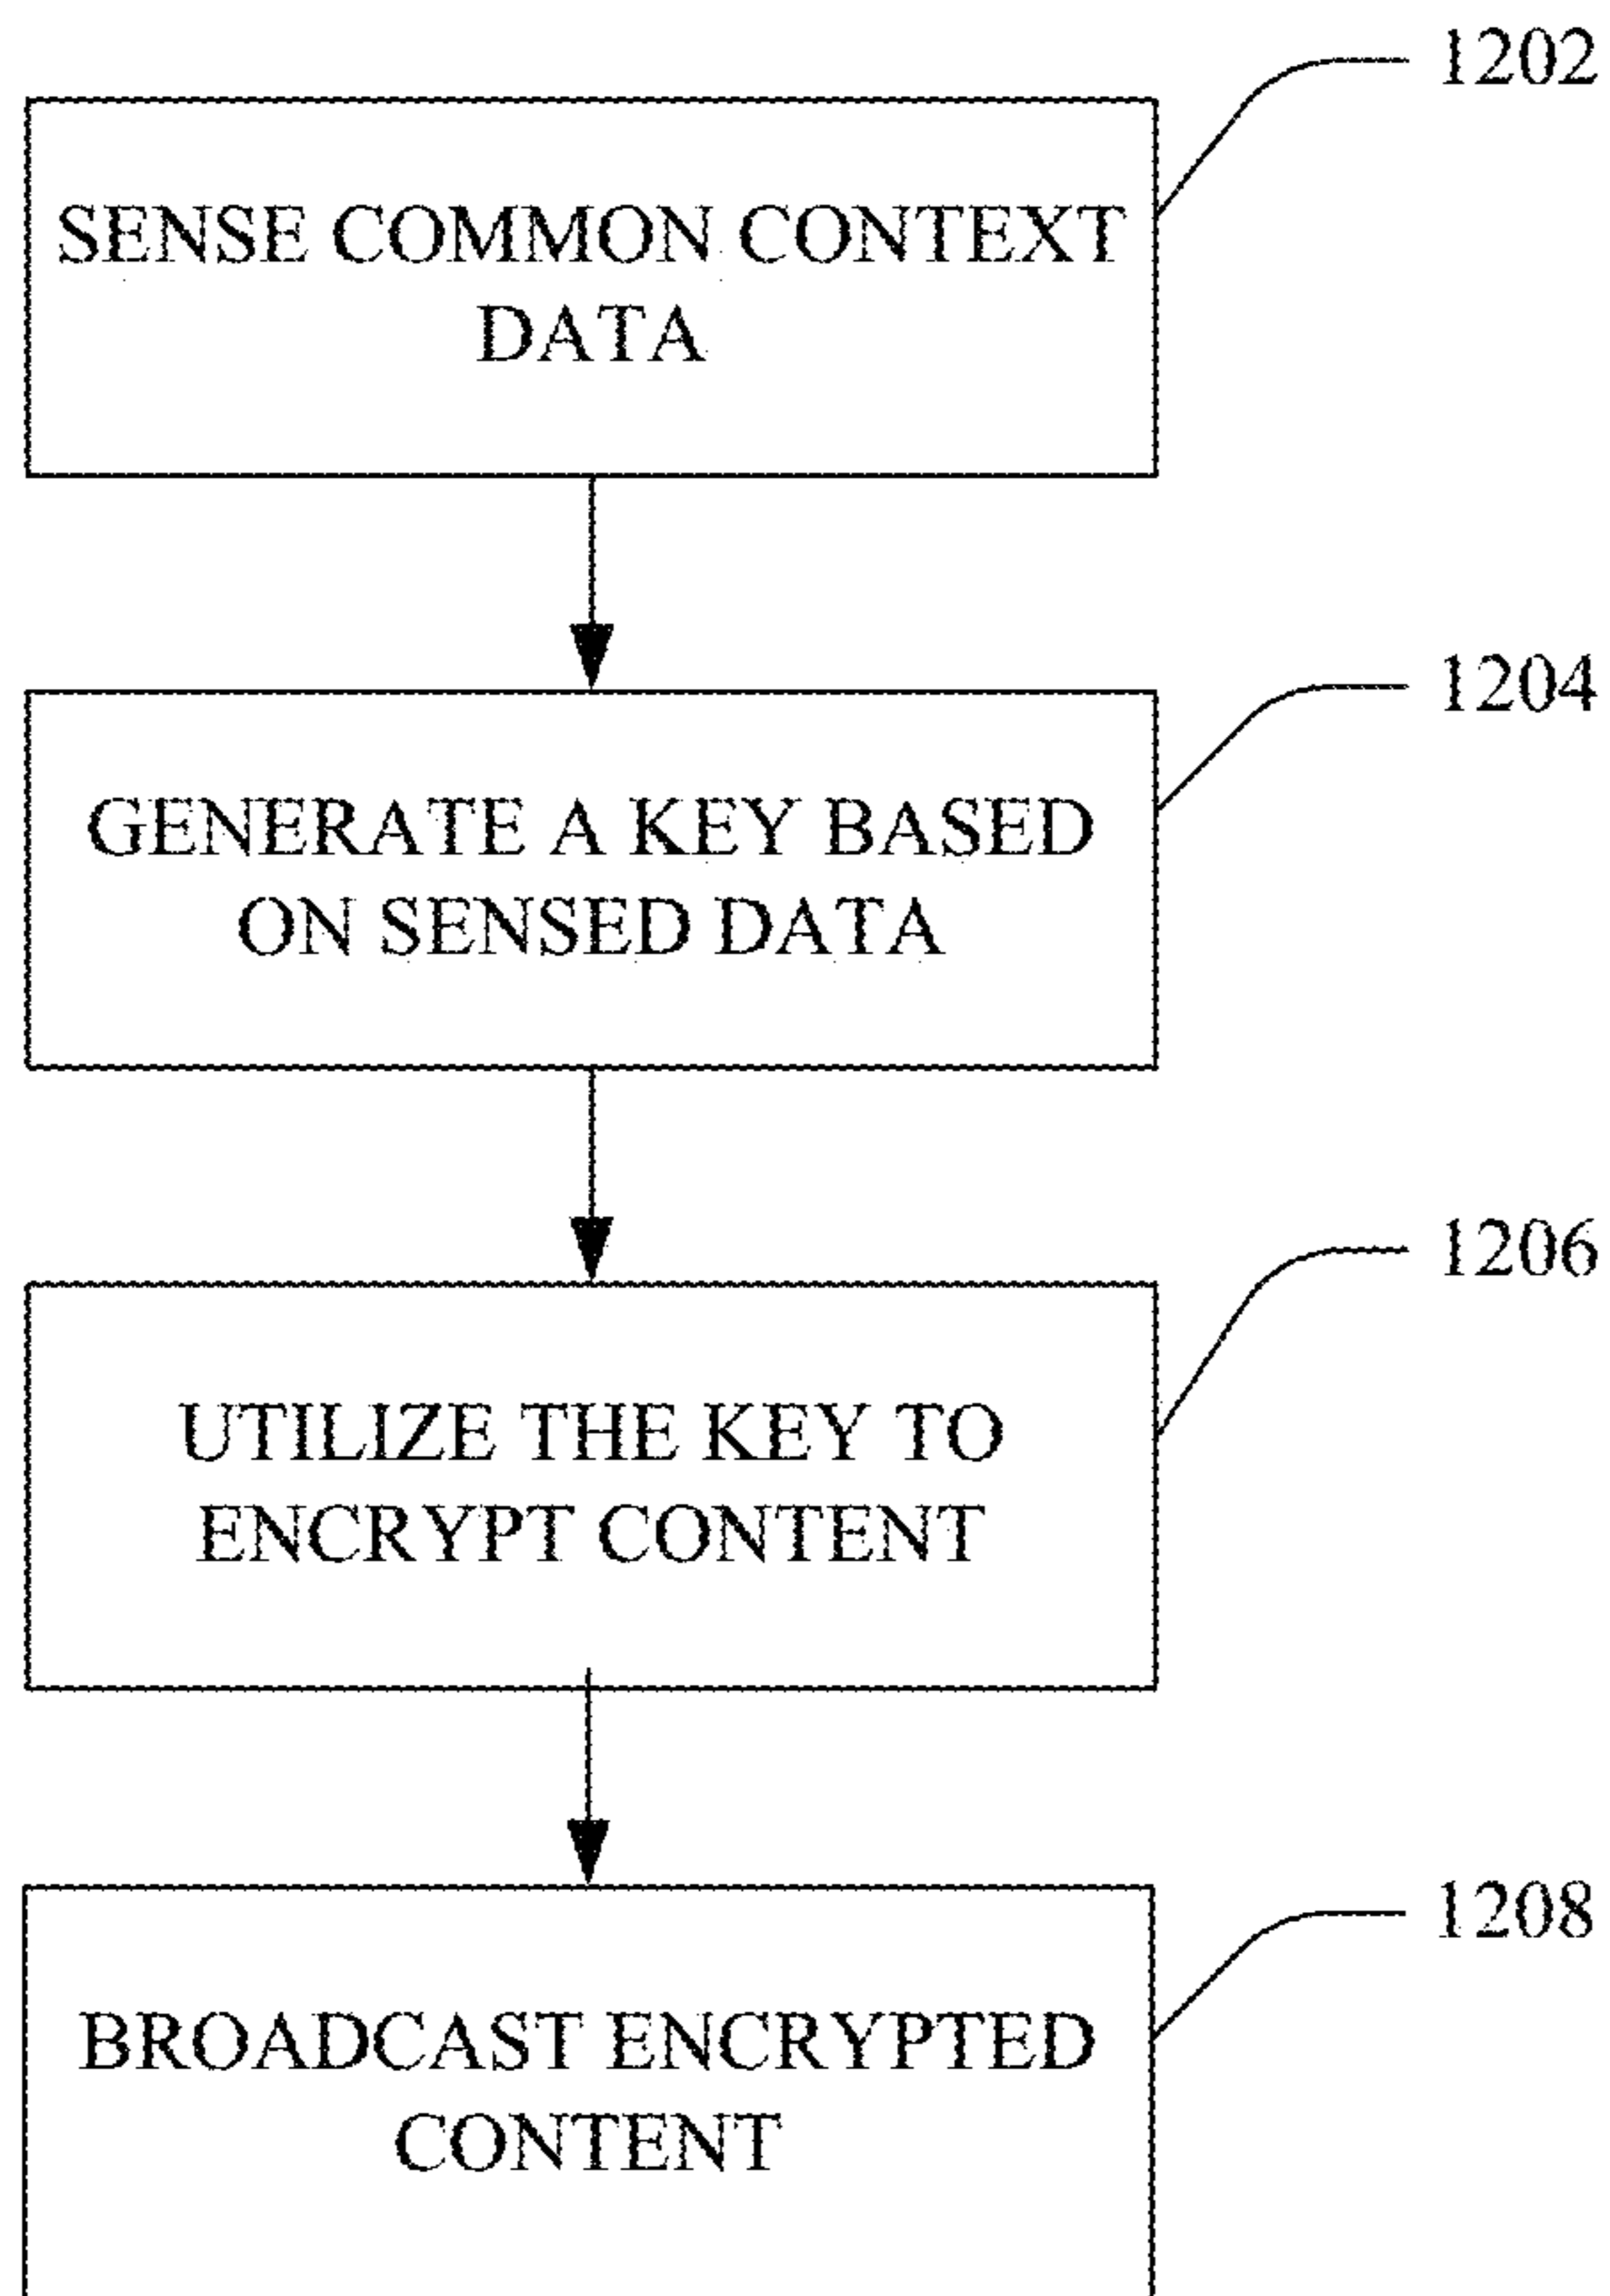 1202
SENSE COMMON CONTEXT
DATA
1204
GENERATE A KEY BASED
ON SENSED DATA
1206
UTILIZE THE KEY TO
ENCRYPT CONTENT
1208
BROADCAST ENCRYPTED
CONTENT